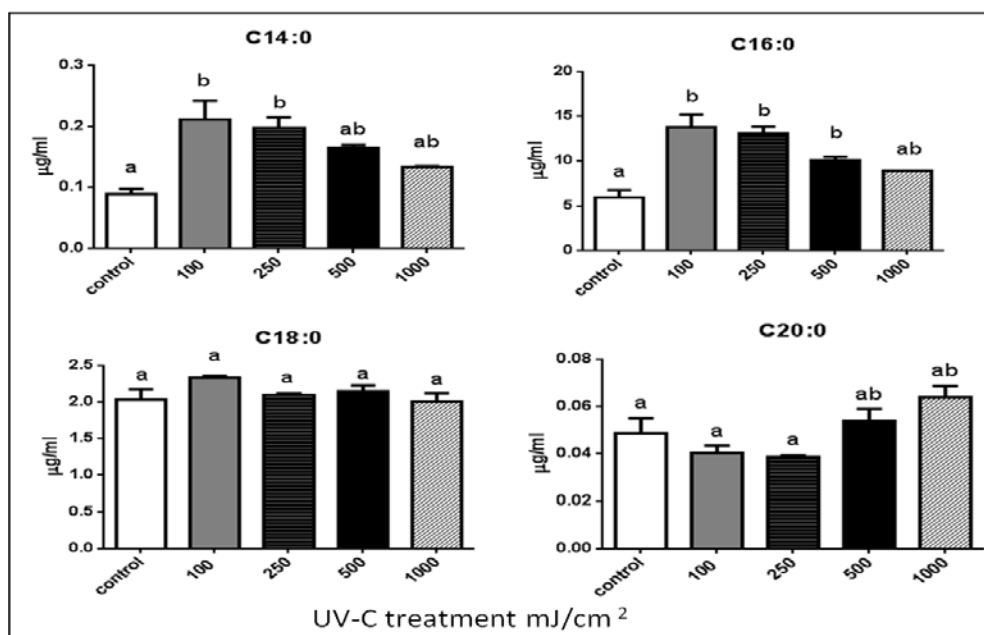 C14:0
0.3
0.2
0.1
0.0
µg/ml
a
b
b
ab
ab
control
100
250
500
1000
C16:0
20
15
10
5
0
µg/ml
a
b
b
b
ab
control
100
250
500
1000
C18:0
2.5
2.0
1.5
1.0
0.5
0.0
µg/ml
a
a
a
a
a
control
100
250
500
1000
C20:0
0.08
0.06
0.04
0.02
0.00
µg/ml
a
a
a
ab
ab
control
100
250
500
1000
UV-C treatment mJ/cm²